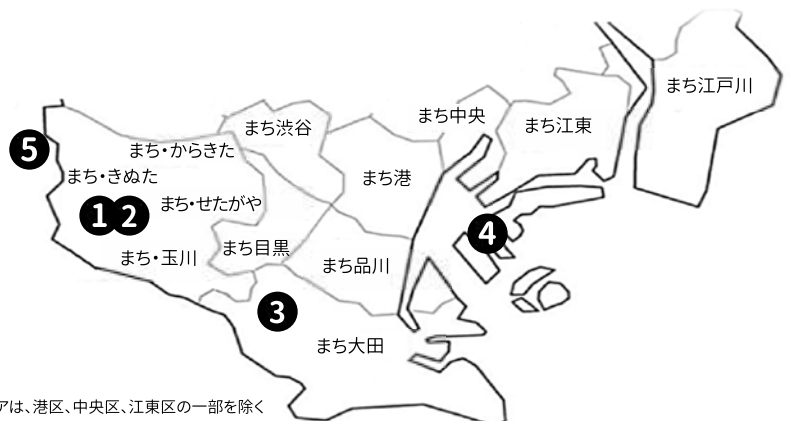 まち江戸川
まち中央
まち江東
まち渋谷
まち・からきた
5
まち・きぬた
まち港
まち・せたがや
1 2
4
まち目黒
まち・玉川
まち品川
3
まち大田
アは、港区、中央区、江東区の一部を除く